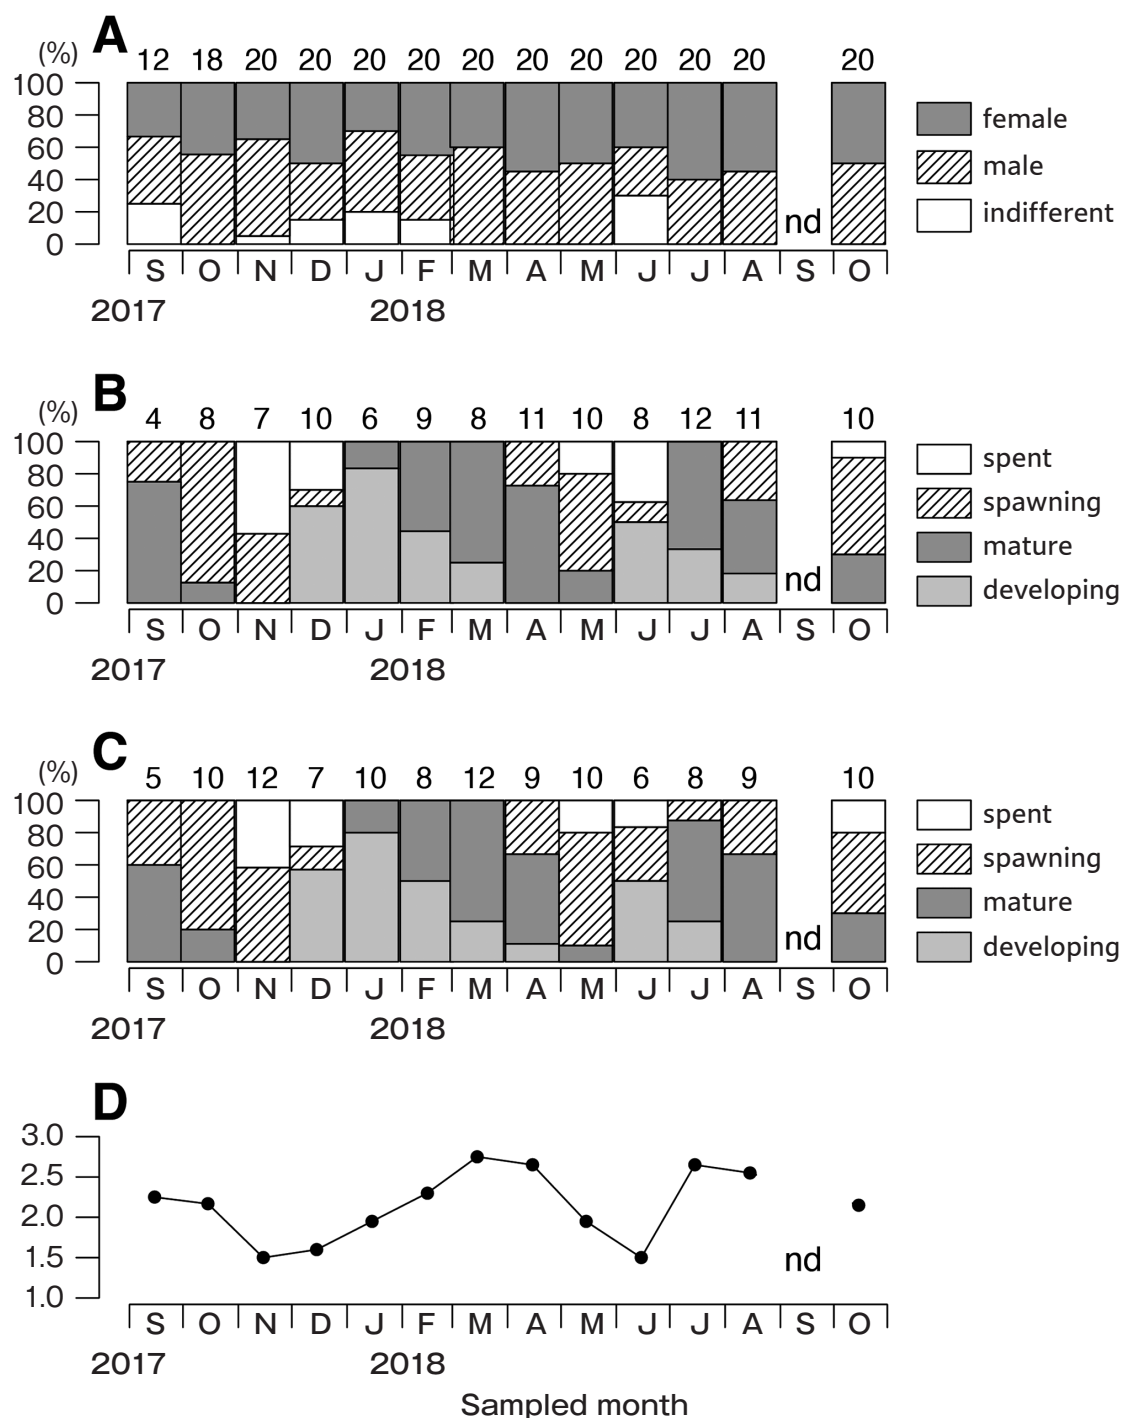 A
(%) 12 18 20 20 20 20 20 20 20 20 20 20 20
100
80
60
40
20
0
nd
female
male
indifferent
S O N D J F M A M J J A S O
2017 2018
B
(%) 4 8 7 10 6 9 8 11 10 8 12 11 10
100
80
60
40
20
0
nd
spent
spawning
mature
developing
S O N D J F M A M J J A S O
2017 2018
C
(%) 5 10 12 7 10 8 12 9 10 6 8 9 10
100
80
60
40
20
0
nd
spent
spawning
mature
developing
S O N D J F M A M J J A S O
2017 2018
D
3.0
2.5
2.0
1.5
1.0
nd
S O N D J F M A M J J A S O
2017 2018
Sampled month